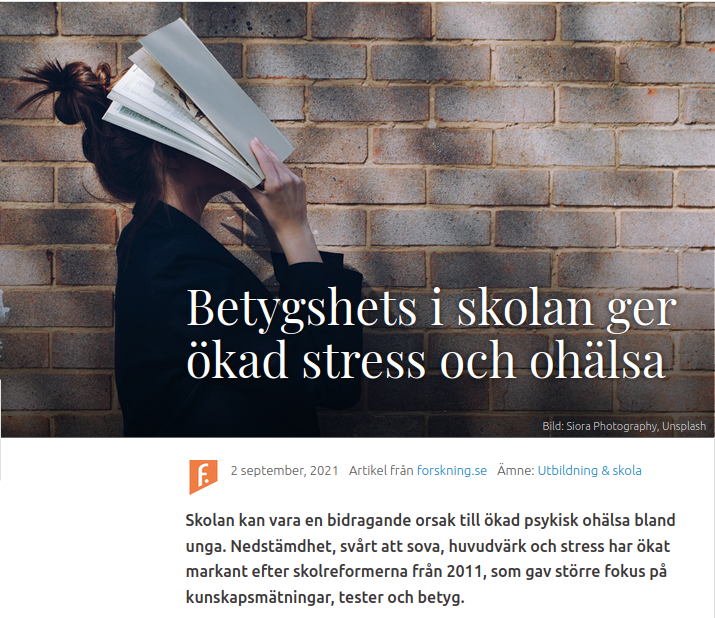 Betygshets i skolan ger
ökad stress och ohälsa
Bild: Siora Photography, Unsplash
F.
2 september, 2021 Artikel från forskning.se Ämne: Utbildning & skola
Skolan kan vara en bidragande orsak till ökad psykisk ohälsa bland
unga. Nedstämdhet, svårt att sova, huvudvärk och stress har ökat
markant efter skolreformerna från 2011, som gav större fokus på
kunskapsmätningar, tester och betyg.